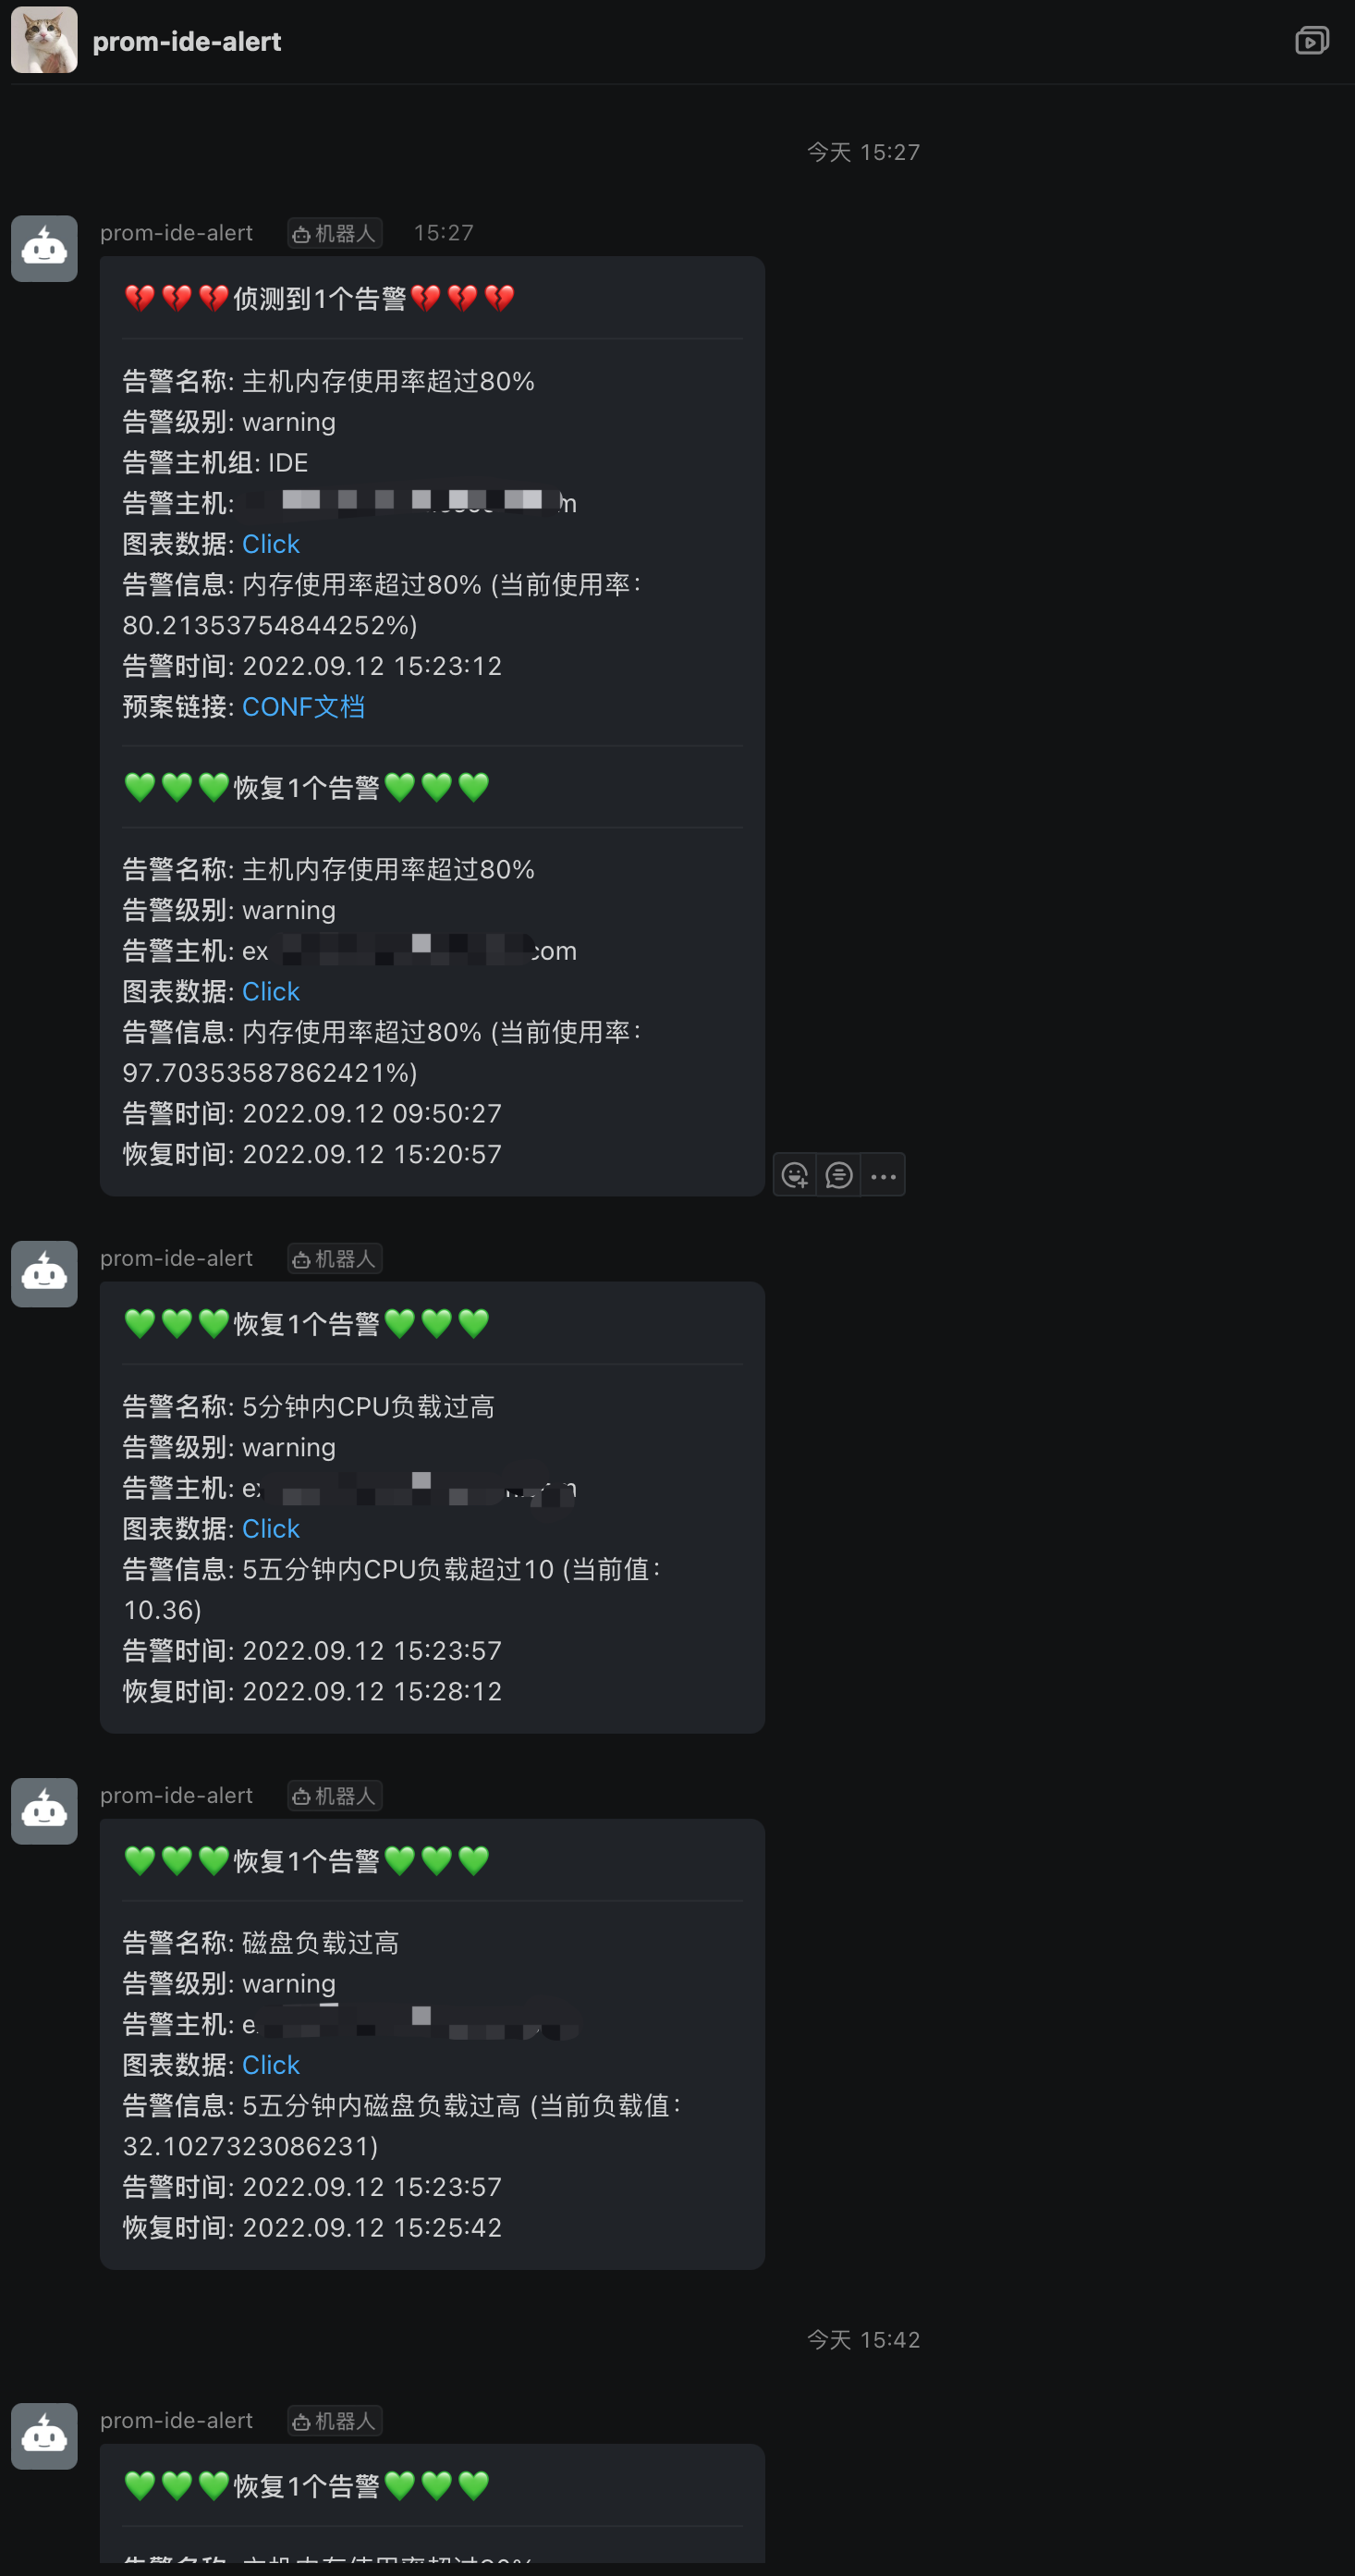 prom-ide-alert
今天 15:27
prom-ide-alert 机器人 15:27
💔💔💔侦测到1个告警💔💔💔
告警名称: 主机内存使用率超过80%
告警级别: warning
告警主机组: IDE
告警主机:
图表数据: Click
告警信息: 内存使用率超过80% (当前使用率：
80.21353754844252%)
告警时间: 2022.09.12 15:23:12
预案链接: CONF文档
💚💚💚恢复1个告警💚💚💚
告警名称: 主机内存使用率超过80%
告警级别: warning
告警主机: ex com
图表数据: Click
告警信息: 内存使用率超过80% (当前使用率：
97.70353587862421%)
告警时间: 2022.09.12 09:50:27
恢复时间: 2022.09.12 15:20:57
prom-ide-alert 机器人
💚💚💚恢复1个告警💚💚💚
告警名称: 5分钟内CPU负载过高
告警级别: warning
告警主机:
图表数据: Click
告警信息: 5五分钟内CPU负载超过10 (当前值：
10.36)
告警时间: 2022.09.12 15:23:57
恢复时间: 2022.09.12 15:28:12
prom-ide-alert 机器人
💚💚💚恢复1个告警💚💚💚
告警名称: 磁盘负载过高
告警级别: warning
告警主机:
图表数据: Click
告警信息: 5五分钟内磁盘负载过高 (当前负载值：
32.1027323086231)
告警时间: 2022.09.12 15:23:57
恢复时间: 2022.09.12 15:25:42
今天 15:42
prom-ide-alert 机器人
💚💚💚恢复1个告警💚💚💚